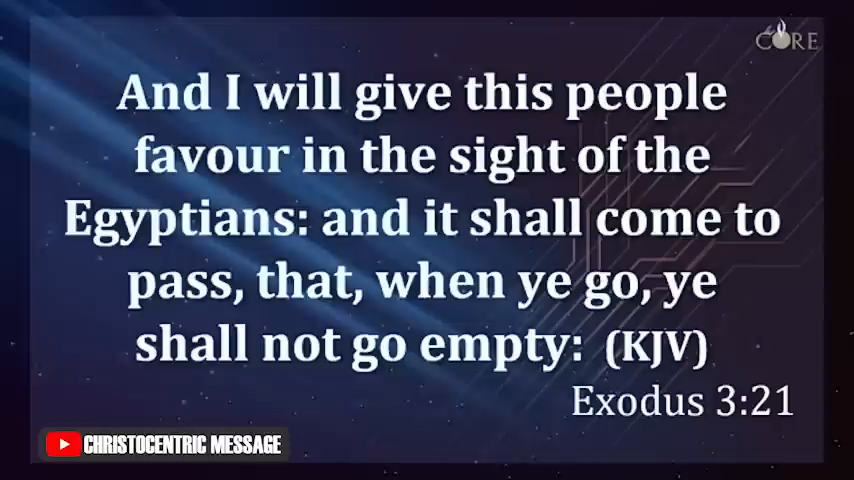 CORE
And I will give this people
favour in the sight of the
Egyptians: and it shall come to
pass, that, when ye go, ye
shall not go empty: (KJV)
Exodus 3:21
CHRISTOCENTRIC MESSAGE